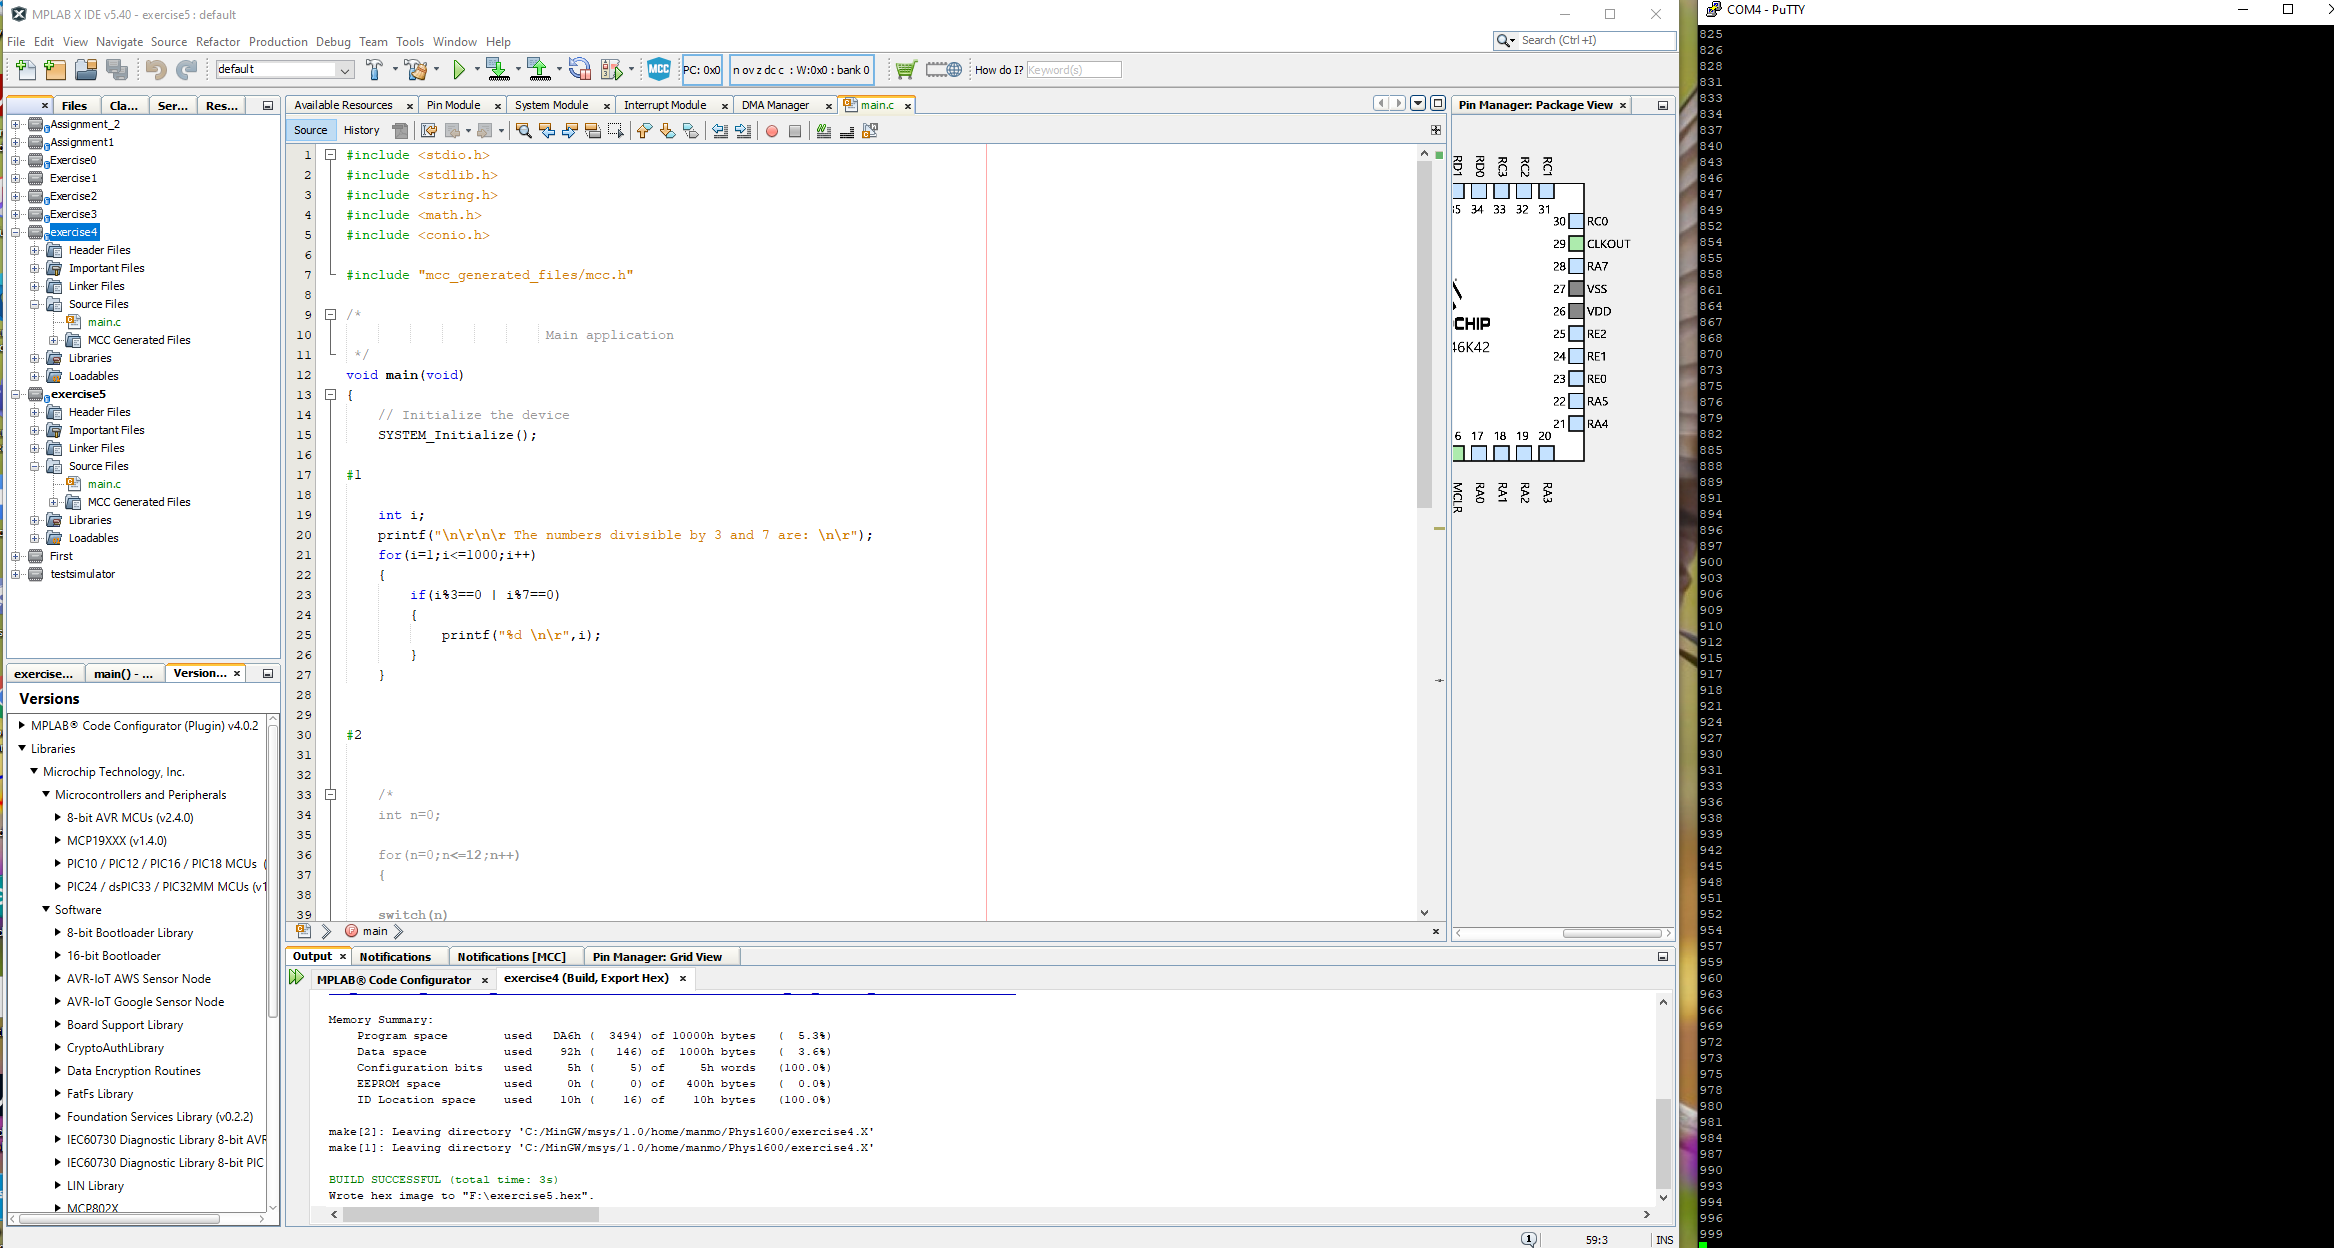 MPLAB X IDE v5.40 - exercise5 : default
File Edit View Navigate Source Refactor Production Debug Team Tools Window Help
Search (Ctrl+I)
default
MCC
PC: 0x0
n ov z dc c : W:0x0 : bank 0
How do I?
Keyword(s)
Files
Cla...
Ser...
Res...
Assignment_2
Assignment1
Exercise0
Exercise1
Exercise2
Exercise3
exercise4
Header Files
Important Files
Linker Files
Source Files
main.c
MCC Generated Files
Libraries
Loadables
exercise5
Header Files
Important Files
Linker Files
Source Files
main.c
MCC Generated Files
Libraries
Loadables
First
testsimulator
exercise...
main() - ...
Version...
Versions
MPLAB® Code Configurator (Plugin) v4.0.2
Libraries
Microchip Technology, Inc.
Microcontrollers and Peripherals
8-bit AVR MCUs (v2.4.0)
MCP19XXX (v1.4.0)
PIC10 / PIC12 / PIC16 / PIC18 MCUs (
PIC24 / dsPIC33 / PIC32MM MCUs (v1
Software
8-bit Bootloader Library
16-bit Bootloader
AVR-IoT AWS Sensor Node
AVR-IoT Google Sensor Node
Board Support Library
CryptoAuthLibrary
Data Encryption Routines
FatFs Library
Foundation Services Library (v0.2.2)
IEC60730 Diagnostic Library 8-bit AVR
IEC60730 Diagnostic Library 8-bit PIC
LIN Library
MCP802X
Available Resources
Pin Module
System Module
Interrupt Module
DMA Manager
main.c
Source
History
1 #include <stdio.h>
2 #include <stdlib.h>
3 #include <string.h>
4 #include <math.h>
5 #include <conio.h>
6
7 #include "mcc_generated_files/mcc.h"
8
9 /*
10 Main application
11 */
12 void main(void)
13 {
14 // Initialize the device
15 SYSTEM_Initialize();
16
17 #1
18
19 int i;
20 printf("\n\r\n\r The numbers divisible by 3 and 7 are: \n\r");
21 for(i=1;i<=1000;i++)
22 {
23 if(i%3==0 | i%7==0)
24 {
25 printf("%d \n\r",i);
26 }
27 }
28
29
30 #2
31
32
33 /*
34 int n=0;
35
36 for(n=0;n<=12;n++)
37 {
38
39 switch(n)
main
Pin Manager: Package View
RD1 RD0 RC3 RC2 RC1
35 34 33 32 31
30 RC0
29 CLKOUT
28 RA7
27 VSS
26 VDD
CHIP
25 RE2
46K42
24 RE1
23 RE0
22 RA5
21 RA4
6 17 18 19 20
MCLR RA0 RA1 RA2 RA3
Output
Notifications
Notifications [MCC]
Pin Manager: Grid View
MPLAB® Code Configurator
exercise4 (Build, Export Hex)
Memory Summary:
Program space used DA6h ( 3494) of 10000h bytes ( 5.3%)
Data space used 92h ( 146) of 1000h bytes ( 3.6%)
Configuration bits used 5h ( 5) of 5h words (100.0%)
EEPROM space used 0h ( 0) of 400h bytes ( 0.0%)
ID Location space used 10h ( 16) of 10h bytes (100.0%)
make[2]: Leaving directory 'C:/MinGW/msys/1.0/home/manmo/Phys1600/exercise4.X'
make[1]: Leaving directory 'C:/MinGW/msys/1.0/home/manmo/Phys1600/exercise4.X'
BUILD SUCCESSFUL (total time: 3s)
Wrote hex image to "F:\exercise5.hex".
1
59:3
INS
COM4 - PuTTY
825
826
828
831
833
834
837
840
843
846
847
849
852
854
855
858
861
864
867
868
870
873
875
876
879
882
885
888
889
891
894
896
897
900
903
906
909
910
912
915
917
918
921
924
927
930
931
933
936
938
939
942
945
948
951
952
954
957
959
960
963
966
969
972
973
975
978
980
981
984
987
990
993
994
996
999